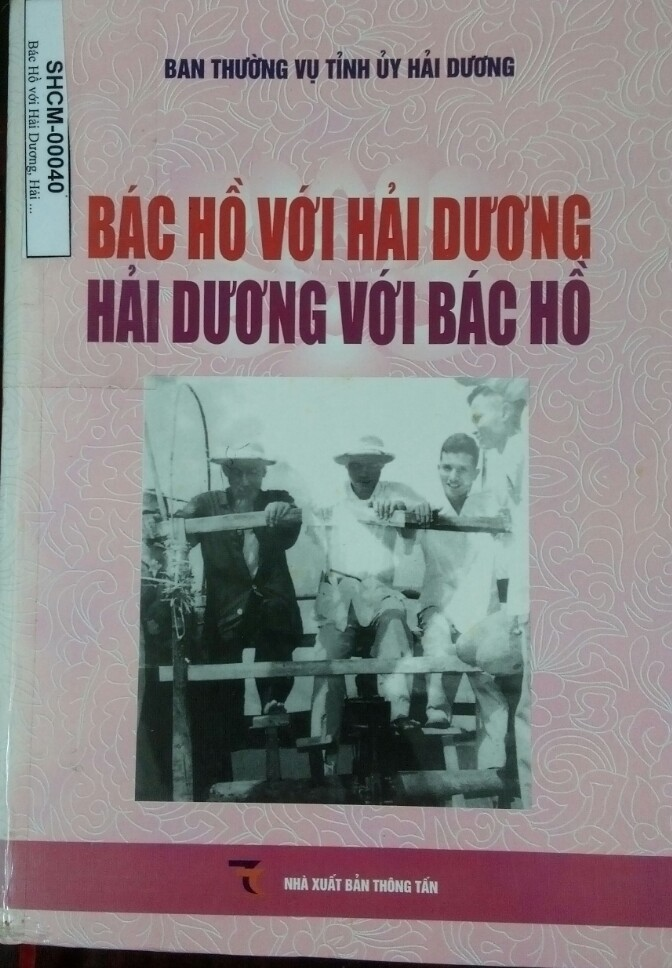 SHCM-00040
Bác Hồ với Hải Dương, Hải ...
BAN THƯỜNG VỤ TỈNH ỦY HẢI DƯƠNG
BÁC HỒ VỚI HẢI DƯƠNG
HẢI DƯƠNG VỚI BÁC HỒ
NHÀ XUẤT BẢN THÔNG TẤN